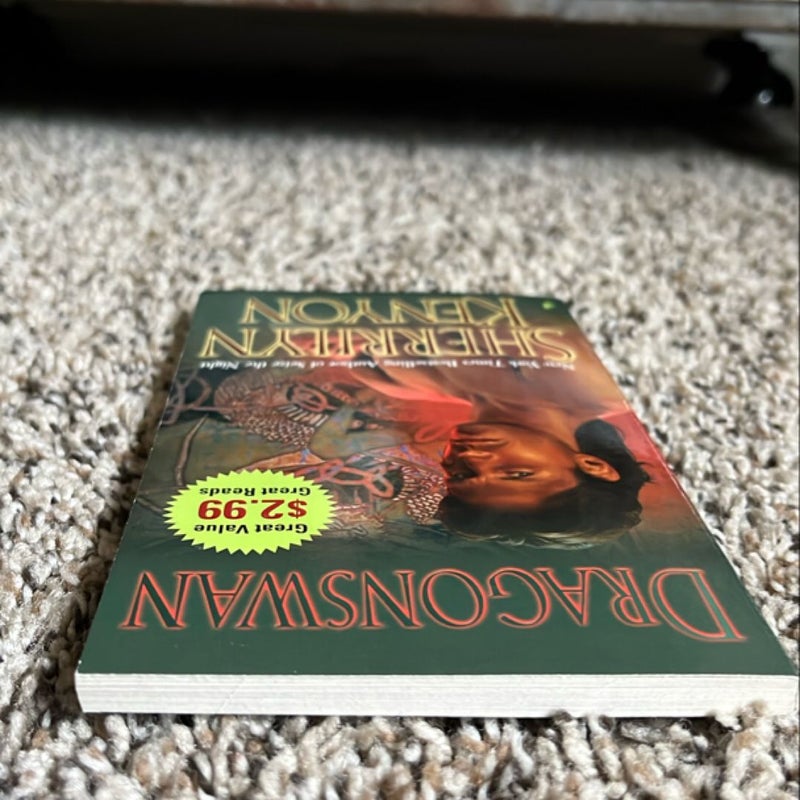 DRAGONSWAN
Great Value
$2.99
Great Reads
New York Times Bestselling Author of Seize the Night
SHERRILYN
KENYON